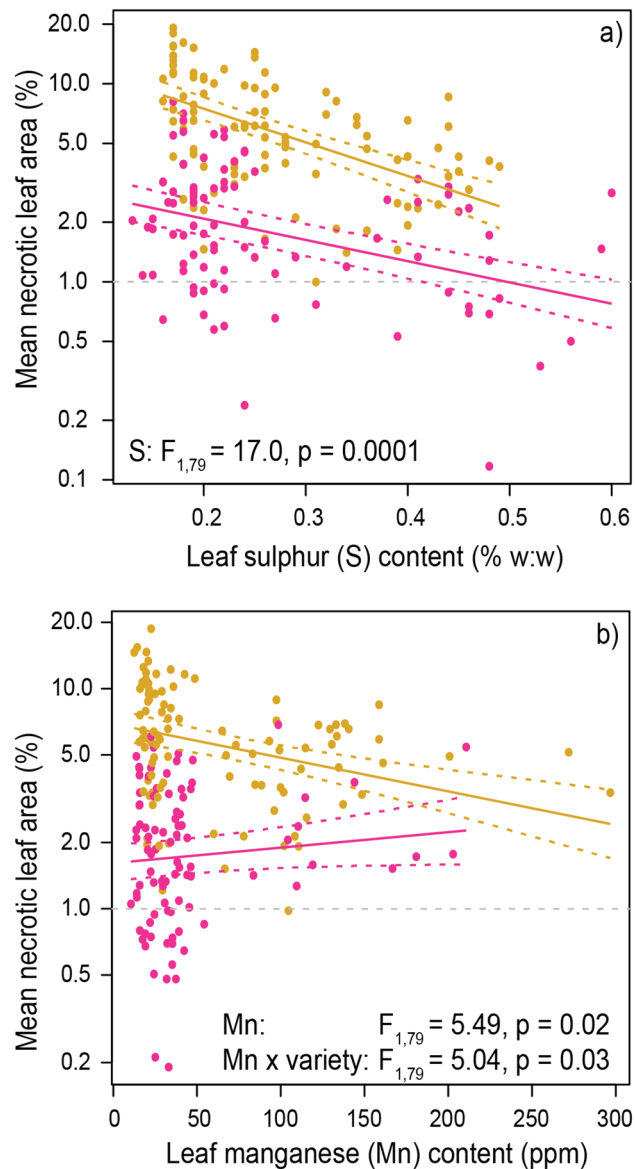 a)
20.0
10.0
5.0
2.0
1.0
0.5
0.2
0.1
Mean necrotic leaf area (%)
S: F1,79 = 17.0, p = 0.0001
0.2 0.3 0.4 0.5 0.6
Leaf sulphur (S) content (% w:w)
b)
20.0
10.0
5.0
2.0
1.0
0.5
0.2
Mean necrotic leaf area (%)
Mn: F1,79 = 5.49, p = 0.02
Mn x variety: F1,79 = 5.04, p = 0.03
0 50 100 150 200 250 300
Leaf manganese (Mn) content (ppm)